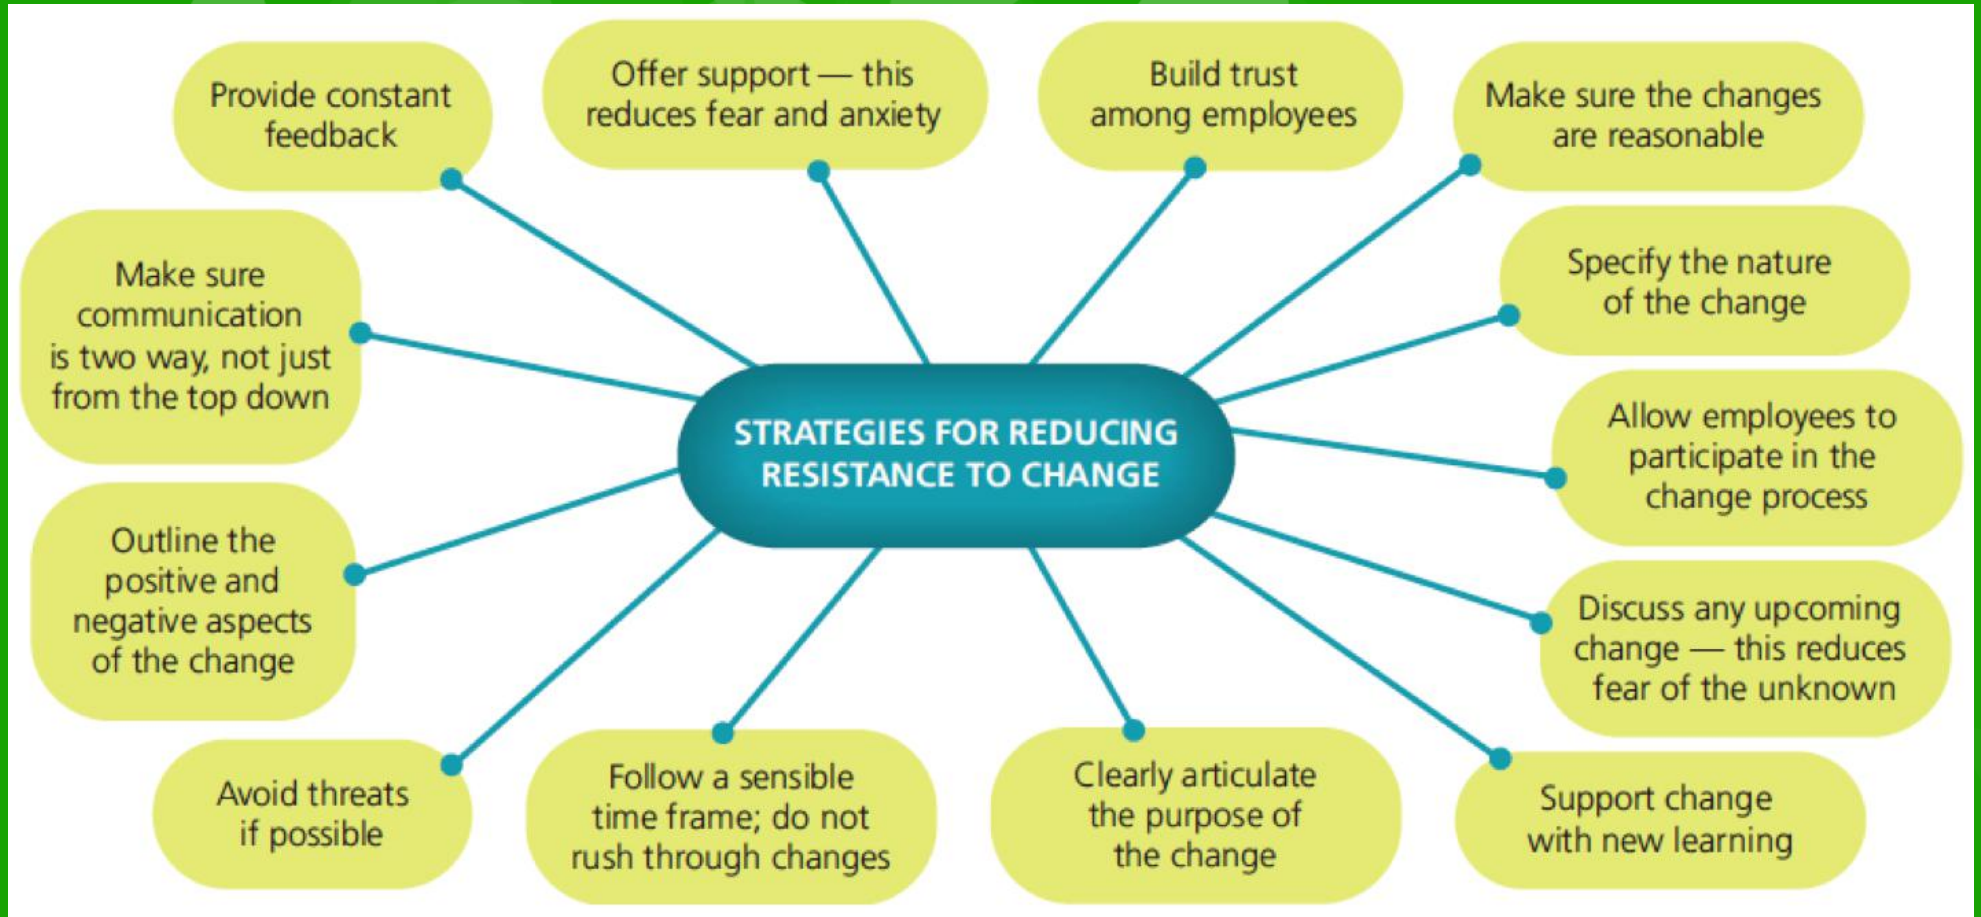 Provide constant
feedback
Offer support — this
reduces fear and anxiety
Build trust
among employees
Make sure the changes
are reasonable
Make sure
communication
is two way, not just
from the top down
Specify the nature
of the change
STRATEGIES FOR REDUCING
RESISTANCE TO CHANGE
Allow employees to
participate in the
change process
Outline the
positive and
negative aspects
of the change
Discuss any upcoming
change — this reduces
fear of the unknown
Avoid threats
if possible
Follow a sensible
time frame; do not
rush through changes
Clearly articulate
the purpose of
the change
Support change
with new learning